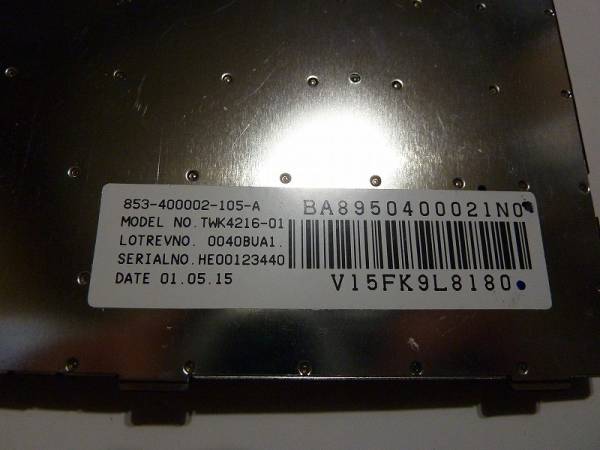 853-400002-105-A
MODEL NO.TWK4216-01
LOTREVNO. 0040BUA1.
SERIALNO.HE00123440
DATE 01.05.15
BA8950400021N0
V15FK9L8180